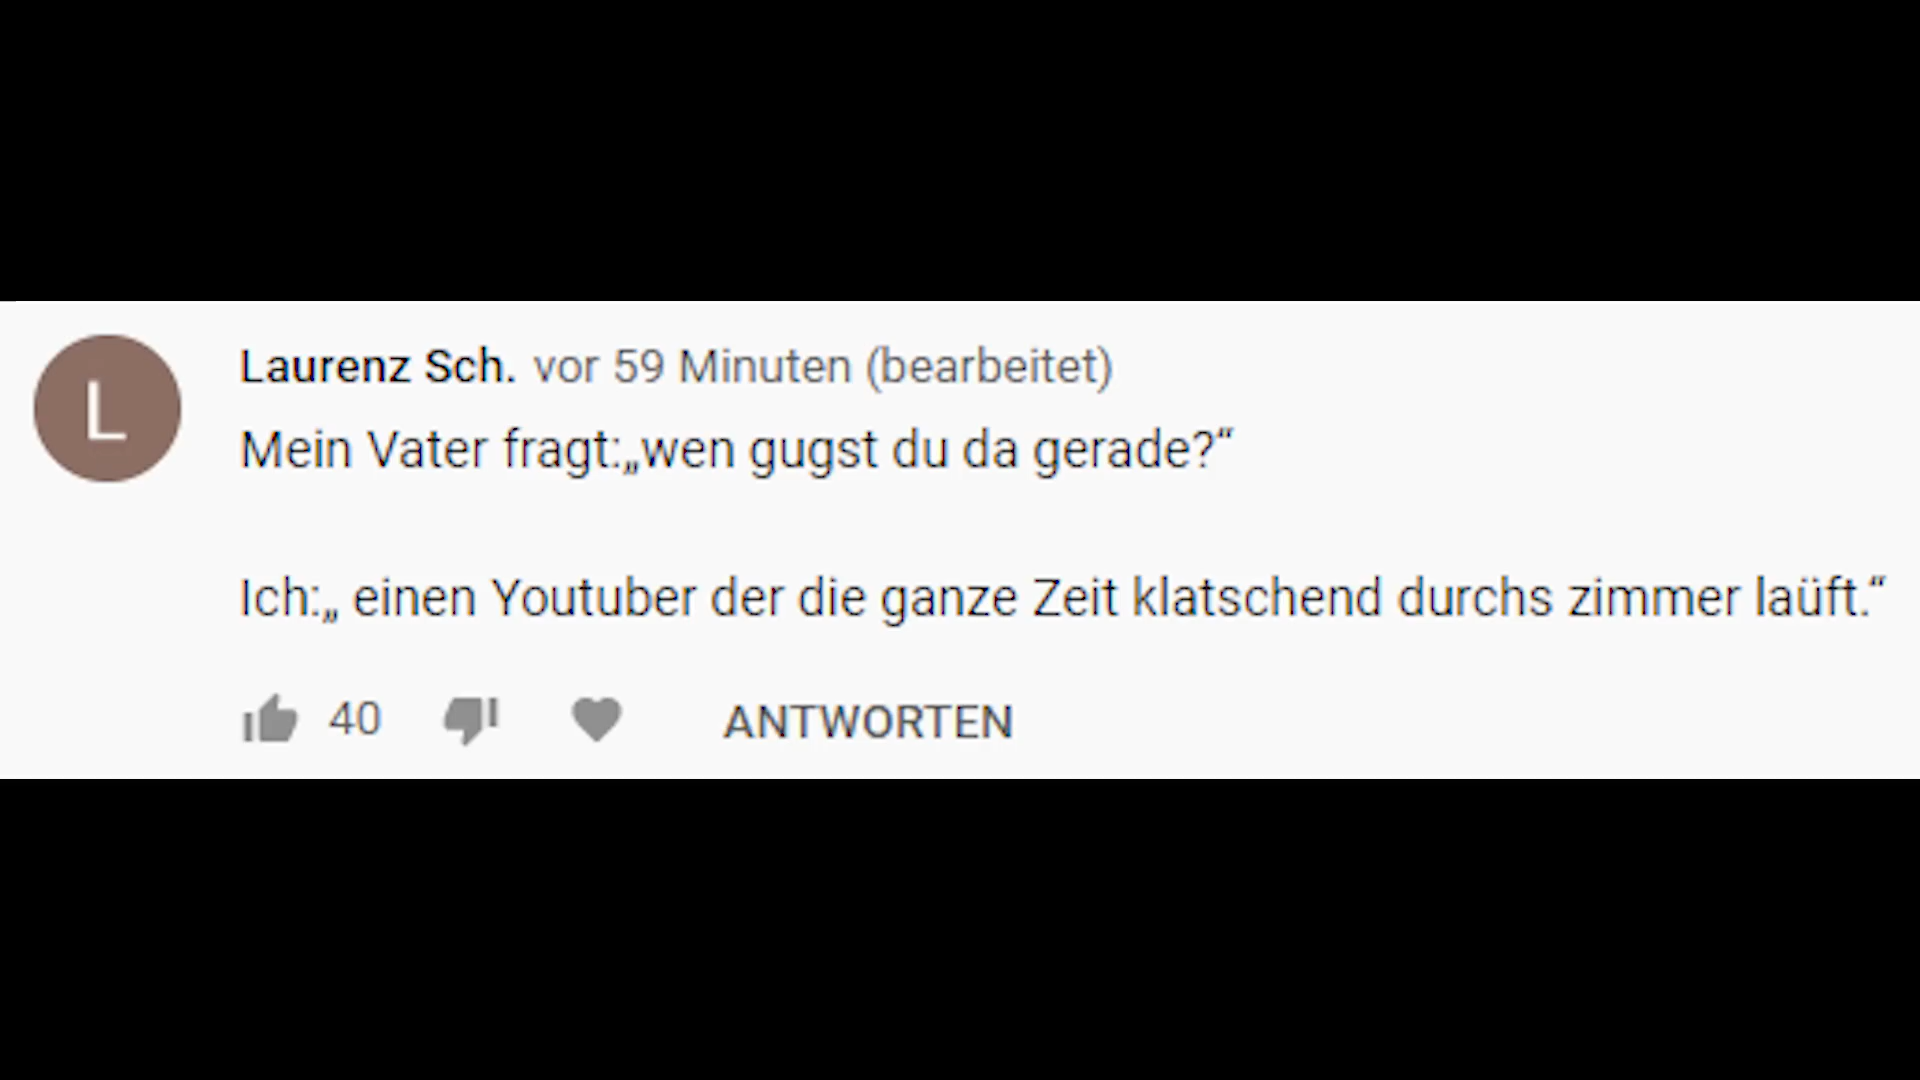 L
Laurenz Sch. vor 59 Minuten (bearbeitet)
Mein Vater fragt:„wen gugst du da gerade?“
Ich:„ einen Youtuber der die ganze Zeit klatschend durchs zimmer laüft.“
40 ANTWORTEN